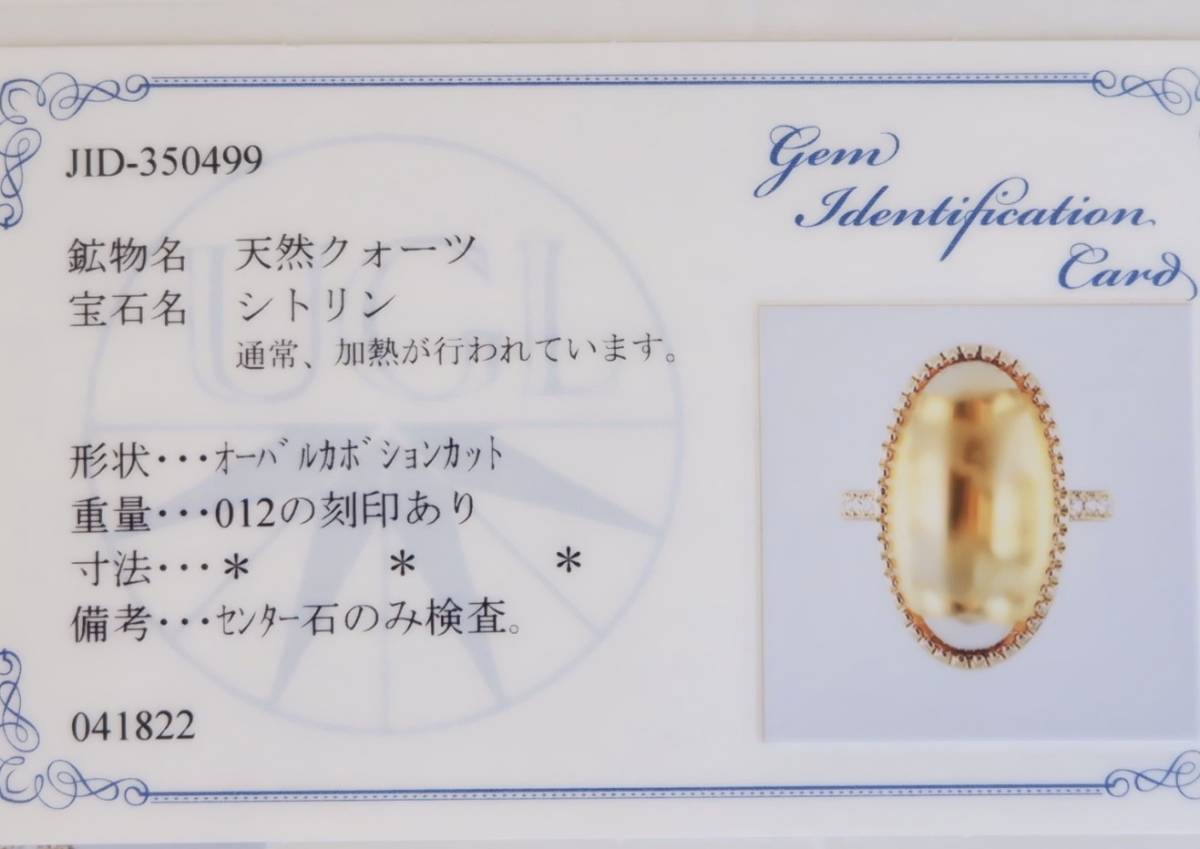 JID-350499
Gem
Identification
Card
鉱物名 天然クォーツ
宝石名 シトリン
通常、加熱が行われています。
UGL
形状・・・ｵｰﾊﾞﾙｶﾎﾞｼｮﾝｶｯﾄ
重量・・・012の刻印あり
寸法・・・＊ ＊ ＊
備考・・・ｾﾝﾀｰ石のみ検査。
041822